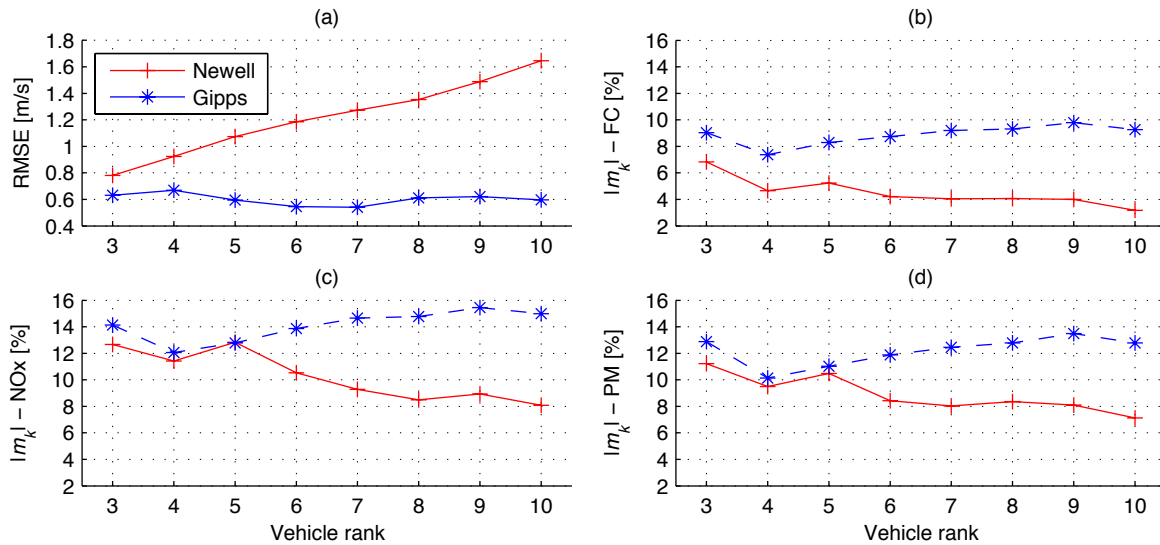 (a)
RMSE [m/s]
1.8
1.6
1.4
1.2
1
0.8
0.6
0.4
Newell
Gipps
3 4 5 6 7 8 9 10
(b)
|m_k| − FC [%]
16
14
12
10
8
6
4
2
3 4 5 6 7 8 9 10
(c)
|m_k| − NOx [%]
16
14
12
10
8
6
4
2
3 4 5 6 7 8 9 10
Vehicle rank
(d)
|m_k| − PM [%]
16
14
12
10
8
6
4
2
3 4 5 6 7 8 9 10
Vehicle rank